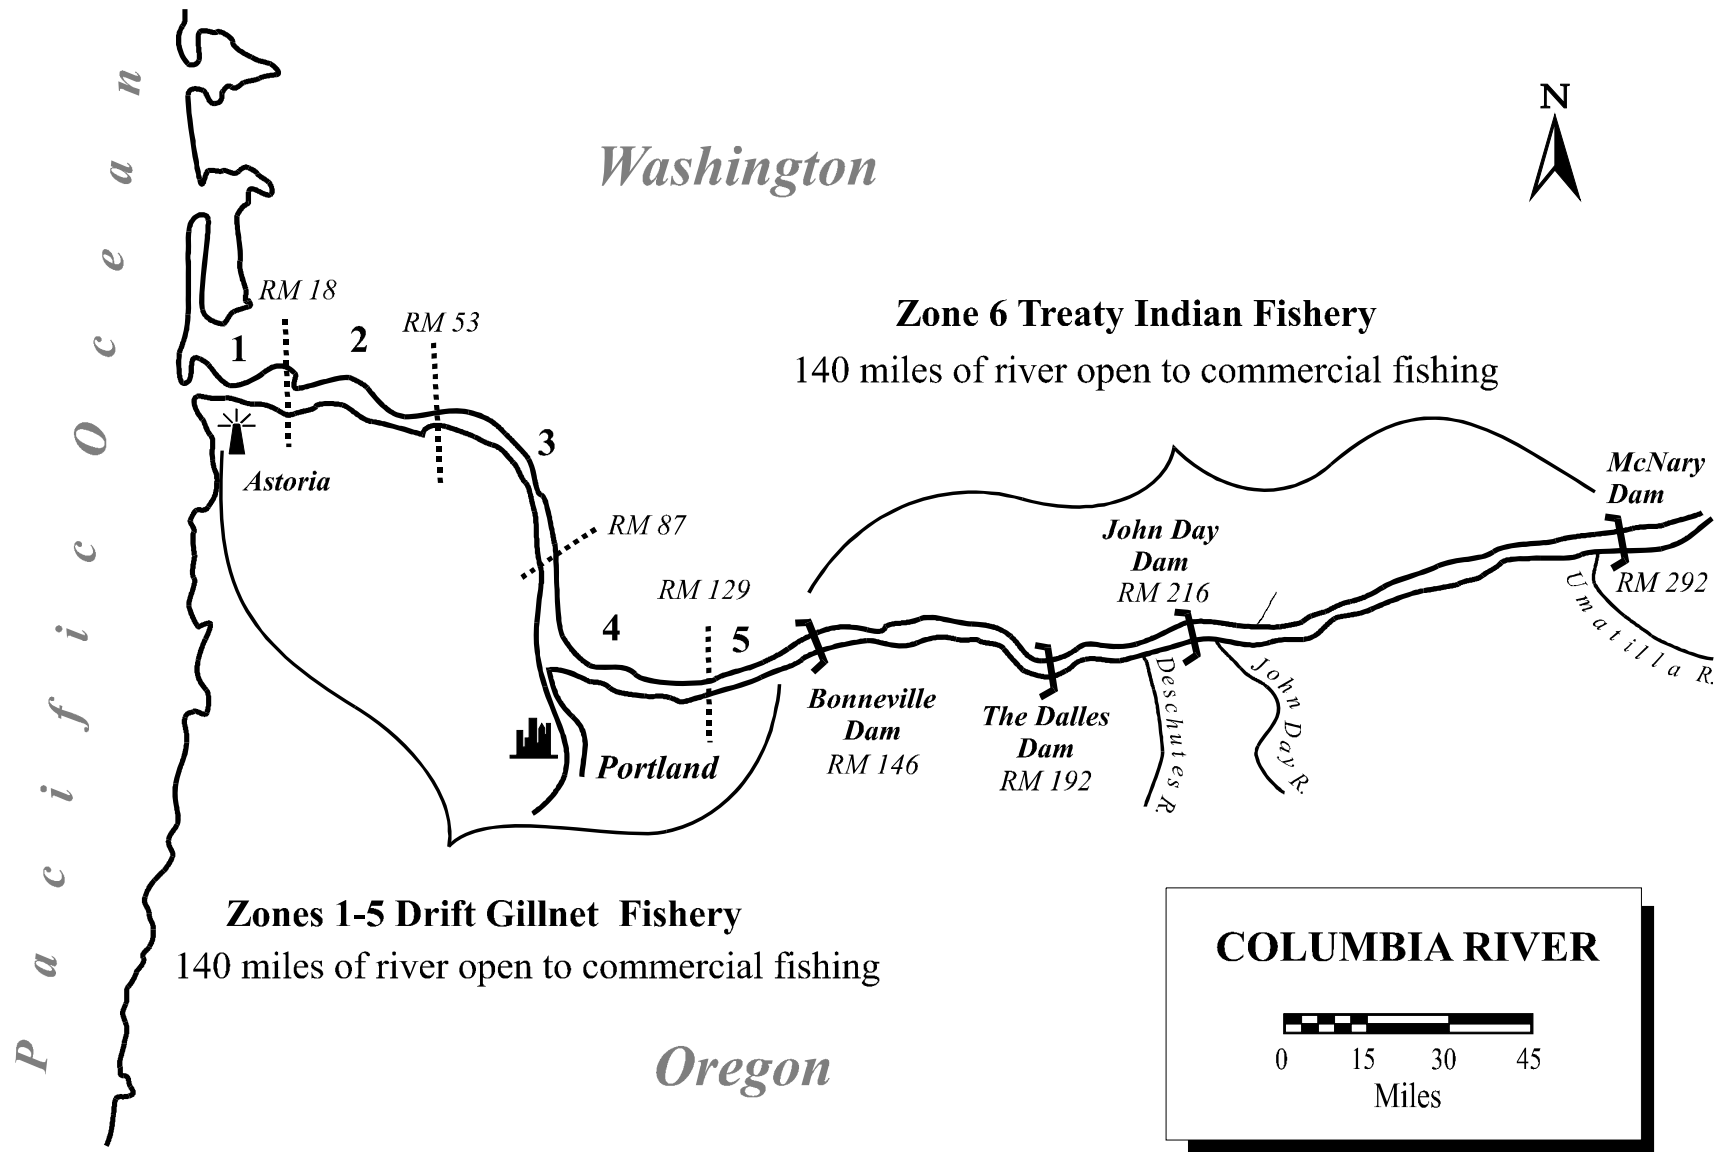 Pacific Ocean
Washington
N
RM 18
RM 53
1
2
3
Zone 6 Treaty Indian Fishery
140 miles of river open to commercial fishing
Astoria
RM 87
McNary
Dam
RM 292
John Day
Dam
RM 216
RM 129
4
5
Umatilla R.
Bonneville
Dam
RM 146
The Dalles
Dam
RM 192
Deschutes R.
John Day R.
Portland
Zones 1-5 Drift Gillnet Fishery
140 miles of river open to commercial fishing
Oregon
COLUMBIA RIVER
0 15 30 45
Miles